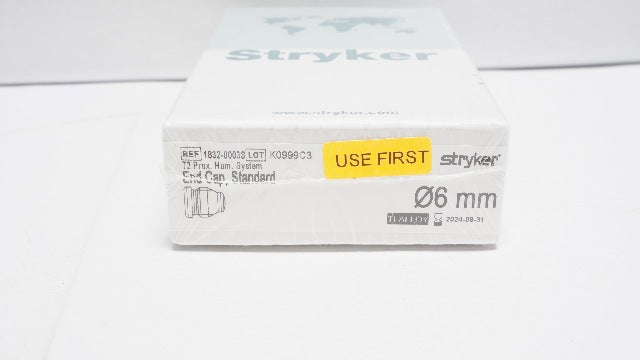 Stryker
www.stryker.com
REF 1832-0003S LOT K0999C3
T2 Prox. Hum. System
End Cap, Standard
USE FIRST
stryker
Ø6 mm
TI ALLOY 2024-08-31